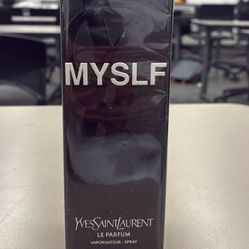 MYSLF
YVESSAINTLAURENT
LE PARFUM
VAPORISATEUR - SPRAY